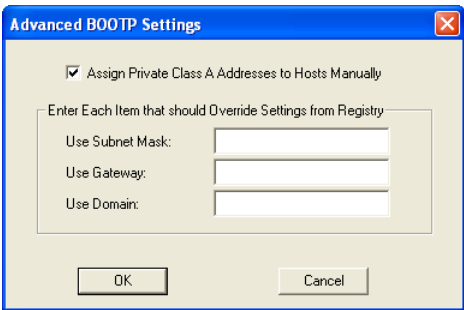 Advanced BOOTP Settings
Assign Private Class A Addresses to Hosts Manually
Enter Each Item that should Override Settings from Registry
Use Subnet Mask:
Use Gateway:
Use Domain:
OK
Cancel